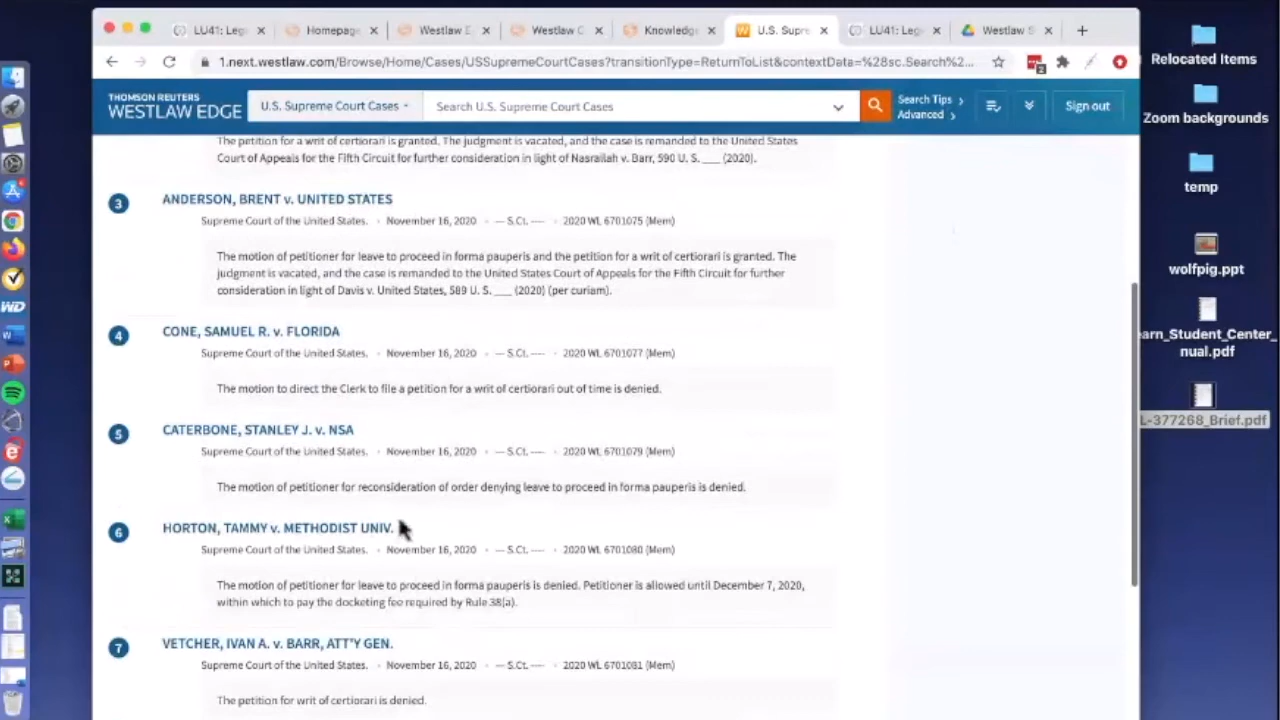 LU41: Leg
Homepage
Westlaw E
Westlaw C
Knowledg
U.S. Supre
LU41: Leg
Westlaw S
1.next.westlaw.com/Browse/Home/Cases/USSupremeCourtCases?transitionType=ReturnToList&contextData=%28sc.Search%2...
2
THOMSON REUTERS
WESTLAW EDGE
U.S. Supreme Court Cases
Search U.S. Supreme Court Cases
Search Tips
Advanced
Sign out
The petition for a writ of certiorari is granted. The judgment is vacated, and the case is remanded to the United States
Court of Appeals for the Fifth Circuit for further consideration in light of Nasrallah v. Barr, 590 U. S. ___ (2020).
3 ANDERSON, BRENT v. UNITED STATES
Supreme Court of the United States. • November 16, 2020 • --- S.Ct. ---- • 2020 WL 6701075 (Mem)
The motion of petitioner for leave to proceed in forma pauperis and the petition for a writ of certiorari is granted. The
judgment is vacated, and the case is remanded to the United States Court of Appeals for the Fifth Circuit for further
consideration in light of Davis v. United States, 589 U. S. ___ (2020) (per curiam).
4 CONE, SAMUEL R. v. FLORIDA
Supreme Court of the United States. • November 16, 2020 • --- S.Ct. ---- • 2020 WL 6701077 (Mem)
The motion to direct the Clerk to file a petition for a writ of certiorari out of time is denied.
5 CATERBONE, STANLEY J. v. NSA
Supreme Court of the United States. • November 16, 2020 • --- S.Ct. ---- • 2020 WL 6701079 (Mem)
The motion of petitioner for reconsideration of order denying leave to proceed in forma pauperis is denied.
6 HORTON, TAMMY v. METHODIST UNIV.
Supreme Court of the United States. • November 16, 2020 • --- S.Ct. ---- • 2020 WL 6701080 (Mem)
The motion of petitioner for leave to proceed in forma pauperis is denied. Petitioner is allowed until December 7, 2020,
within which to pay the docketing fee required by Rule 38(a).
7 VETCHER, IVAN A. v. BARR, ATT'Y GEN.
Supreme Court of the United States. • November 16, 2020 • --- S.Ct. ---- • 2020 WL 6701081 (Mem)
The petition for writ of certiorari is denied.
Relocated Items
Zoom backgrounds
temp
wolfpig.ppt
earn_Student_Center_
nual.pdf
L-377268_Brief.pdf
WD